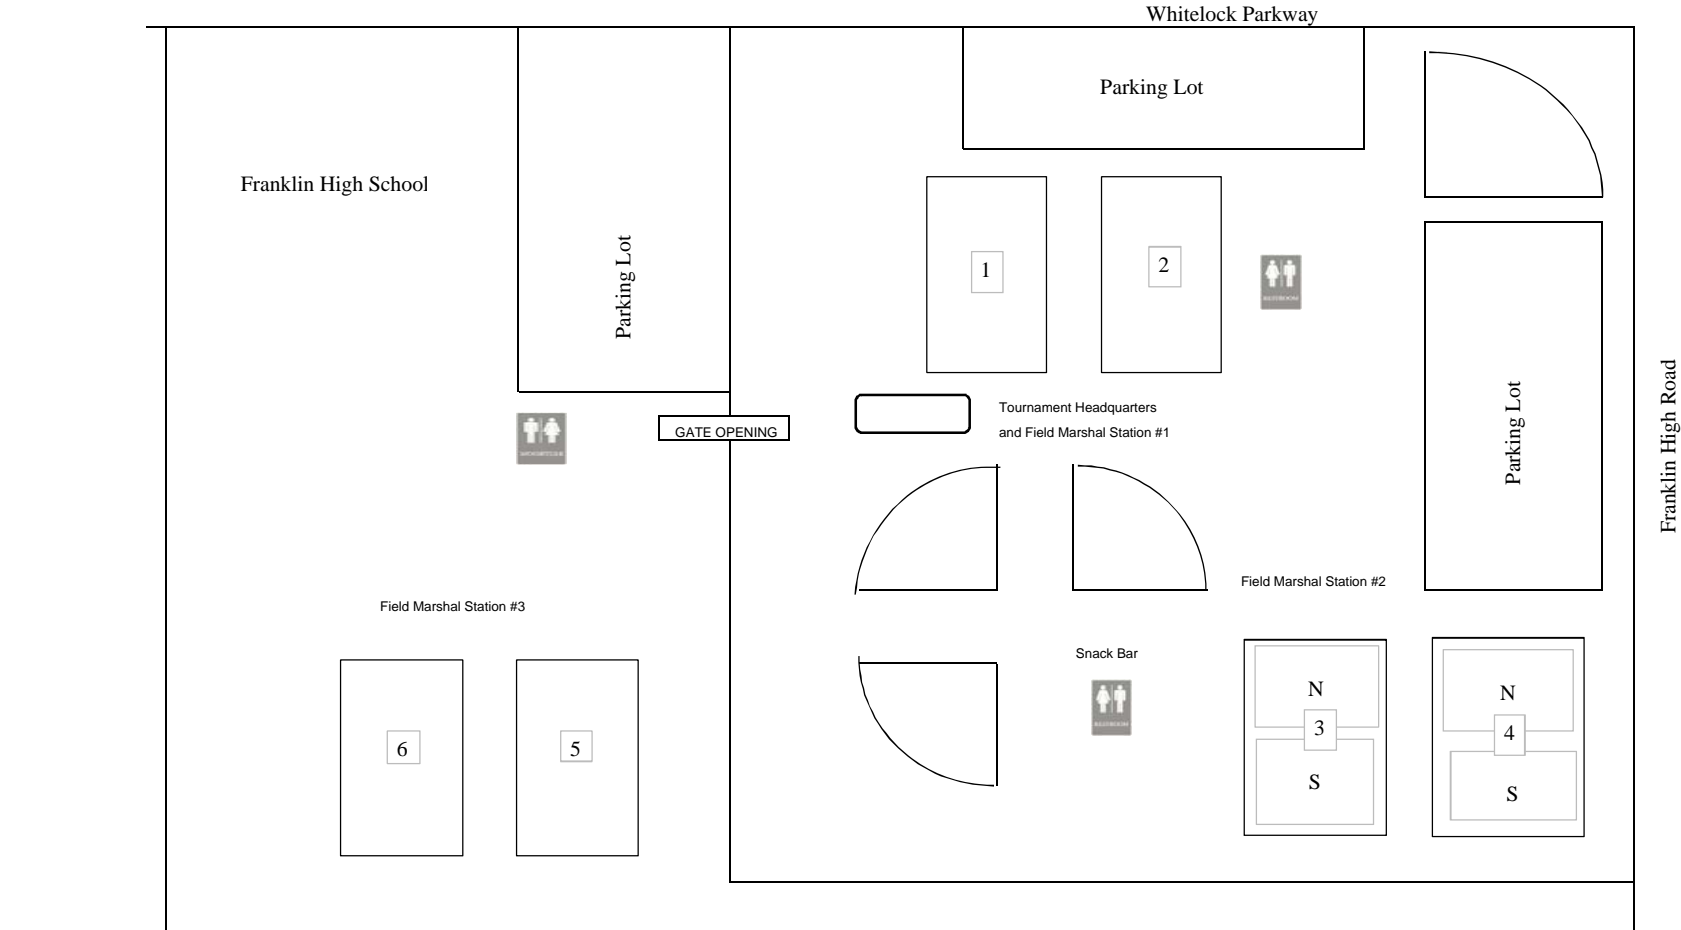 Whitelock Parkway
Parking Lot
Franklin High School
Parking Lot
1
2
RESTROOM
Parking Lot
Franklin High Road
Tournament Headquarters
and Field Marshal Station #1
GATE OPENING
Field Marshal Station #2
Field Marshal Station #3
Snack Bar
RESTROOM
N
N
3
4
S
S
6
5